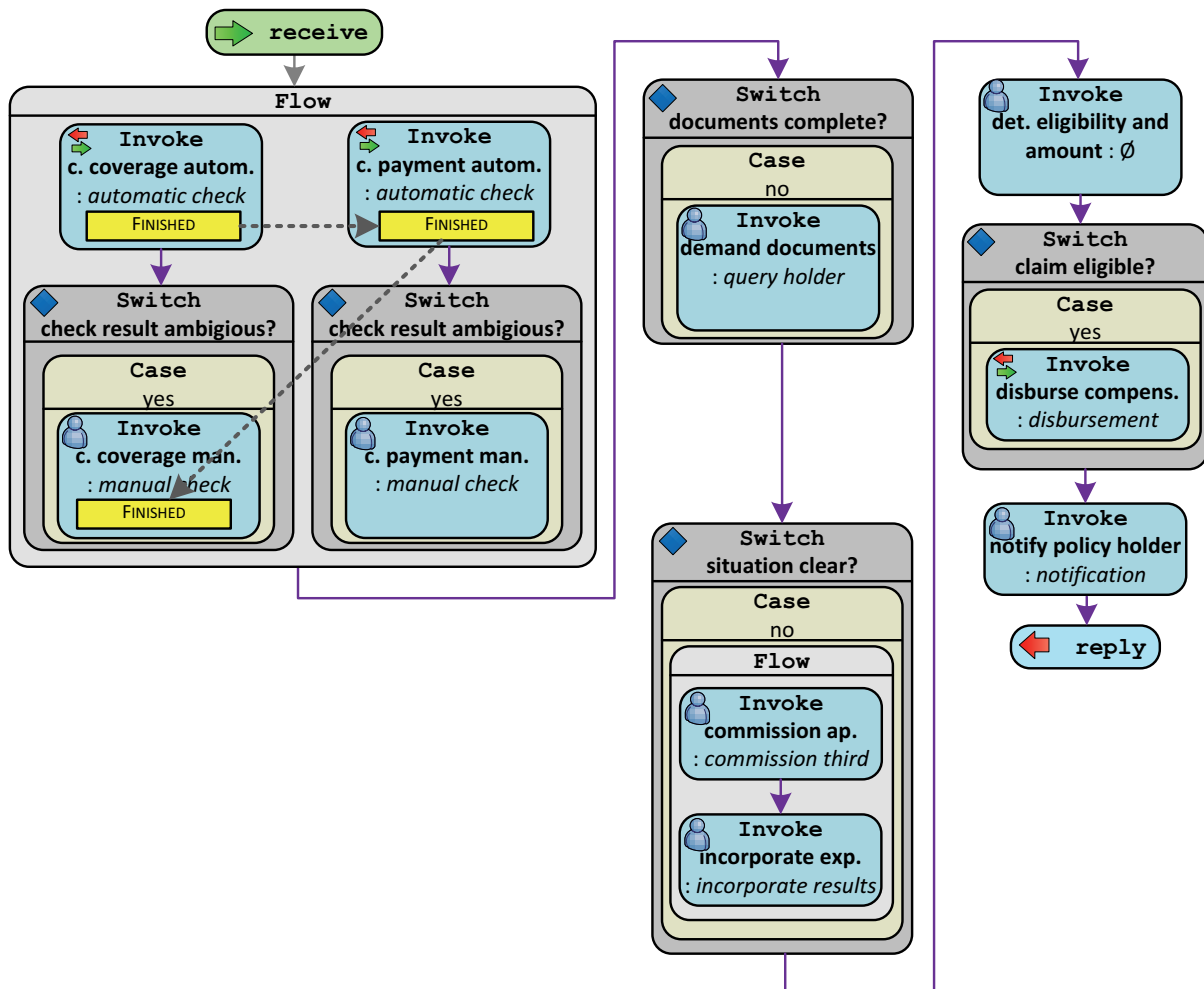 receive
Flow
Invoke
c. coverage autom.
: automatic check
FINISHED
Invoke
c. payment autom.
: automatic check
FINISHED
Switch
check result ambigious?
Case
yes
Invoke
c. coverage man.
: manual check
FINISHED
Switch
check result ambigious?
Case
yes
Invoke
c. payment man.
: manual check
Switch
documents complete?
Case
no
Invoke
demand documents
: query holder
Switch
situation clear?
Case
no
Flow
Invoke
commission ap.
: commission third
Invoke
incorporate exp.
: incorporate results
Invoke
det. eligibility and
amount : Ø
Switch
claim eligible?
Case
yes
Invoke
disburse compens.
: disbursement
Invoke
notify policy holder
: notification
reply